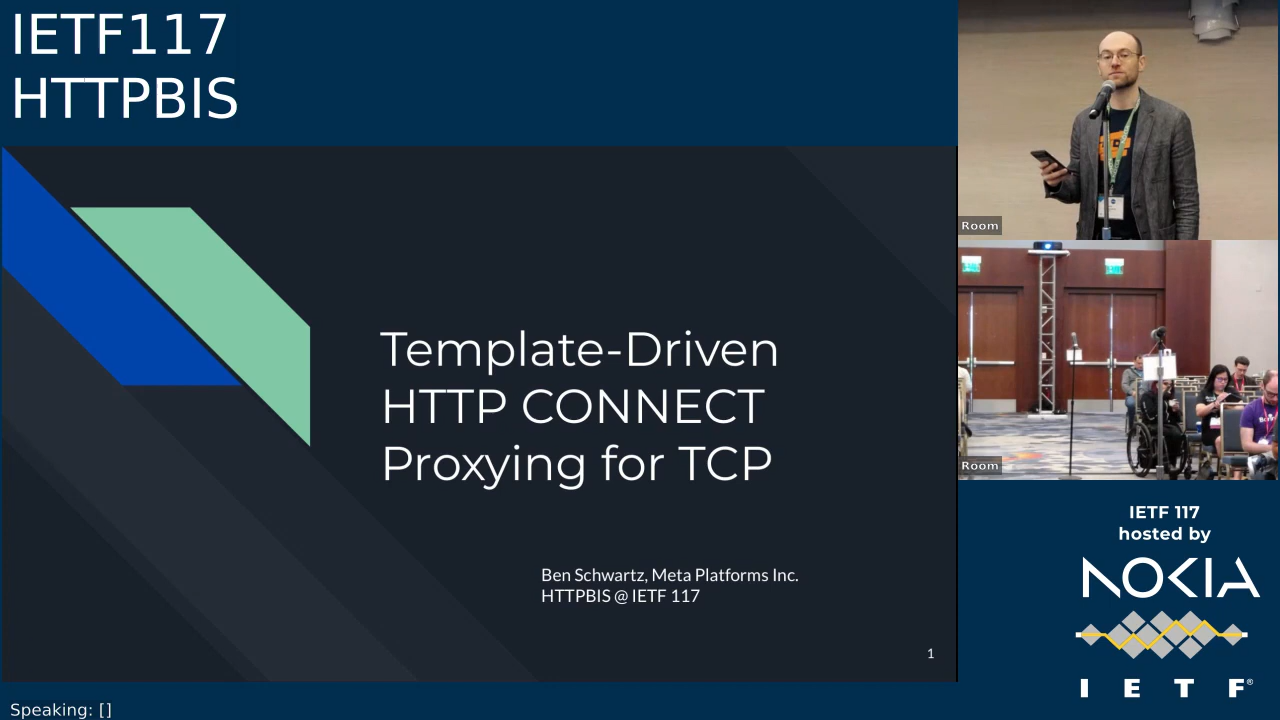 IETF117
HTTPBIS
Template-Driven
HTTP CONNECT
Proxying for TCP
Ben Schwartz, Meta Platforms Inc.
HTTPBIS @ IETF 117
1
Speaking: []
Room
Room
IETF 117
hosted by
NOKIA
I E T F®